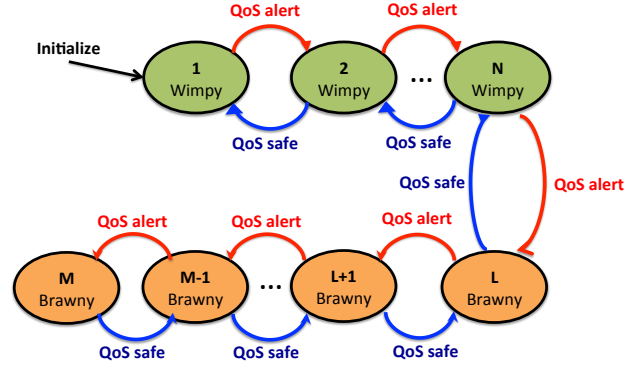 QoS alert
QoS alert
Initialize
1
Wimpy
2
Wimpy
...
N
Wimpy
QoS safe
QoS safe
QoS safe
QoS alert
QoS alert
QoS alert
QoS alert
M
Brawny
M-1
Brawny
...
L+1
Brawny
L
Brawny
QoS safe
QoS safe
QoS safe